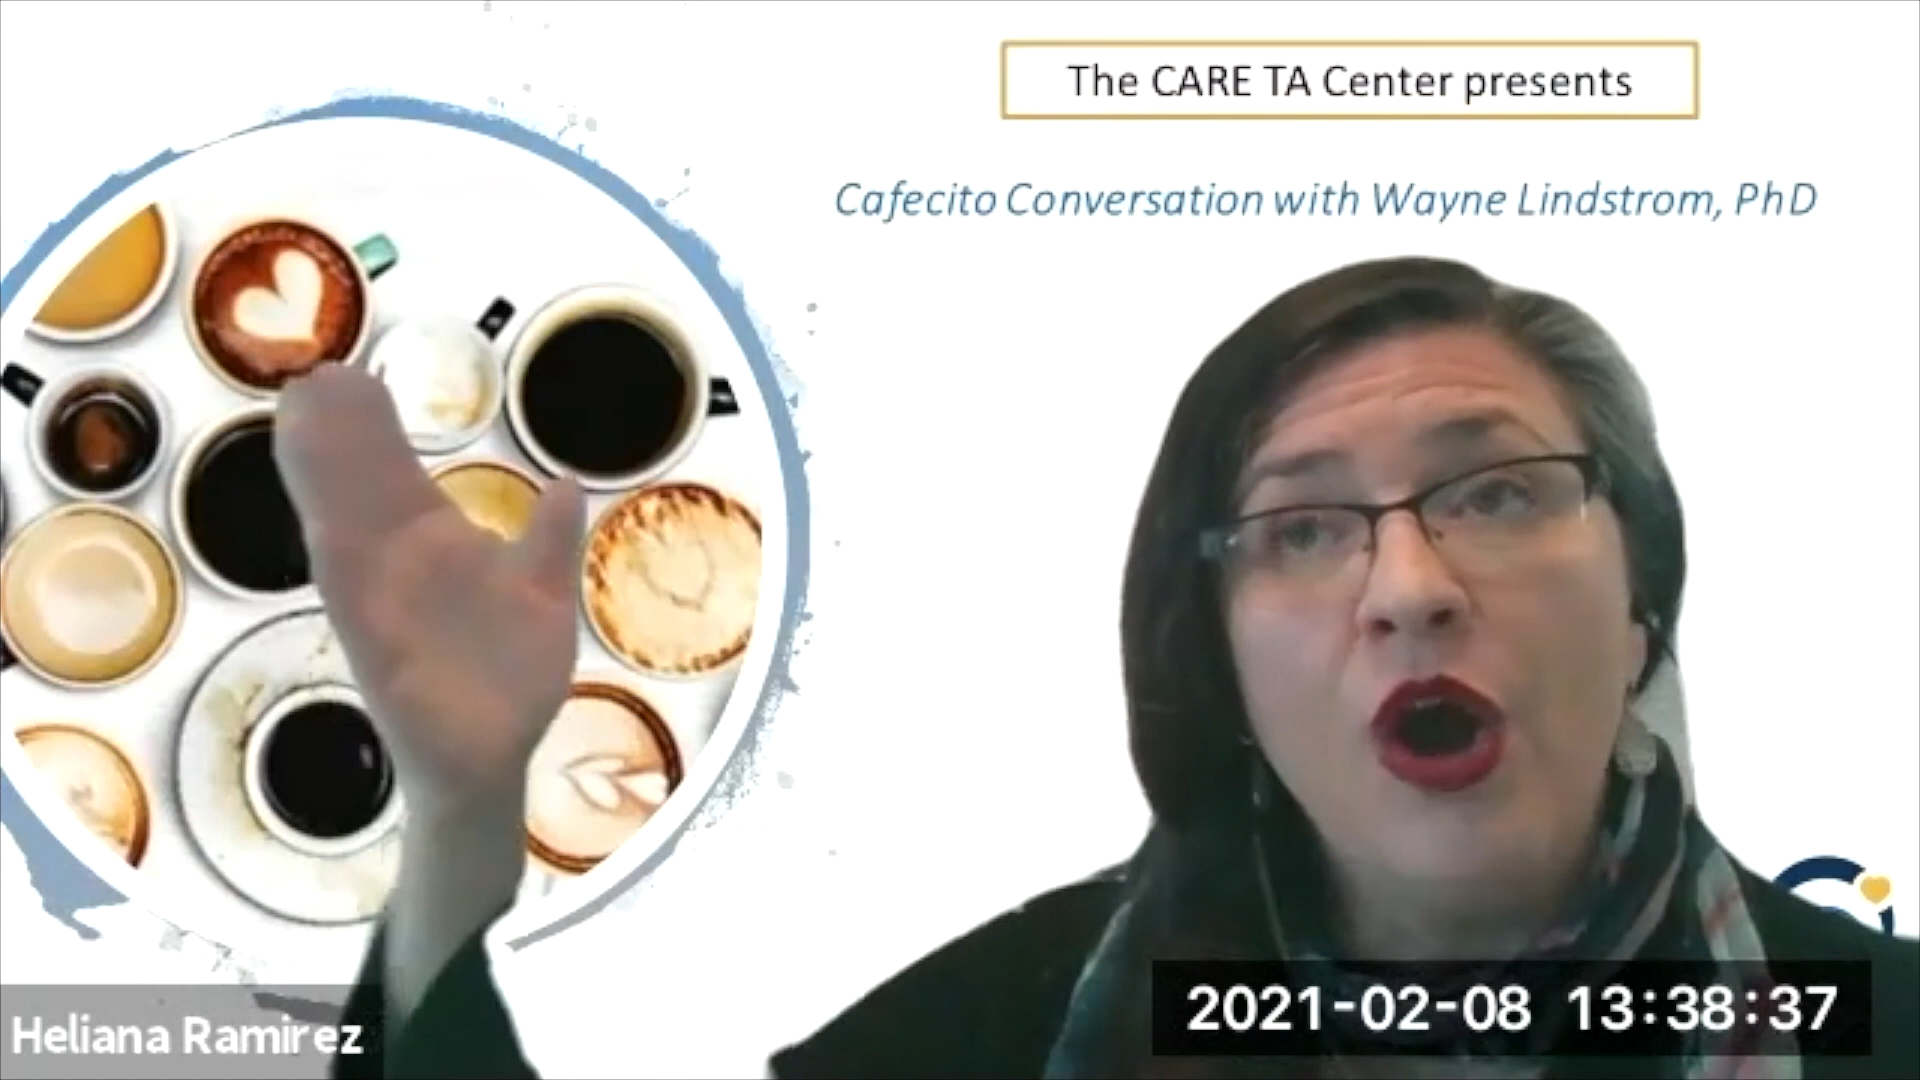 The CARE TA Center presents
Cafecito Conversation with Wayne Lindstrom, PhD
Heliana Ramirez
2021-02-08 13:38:37